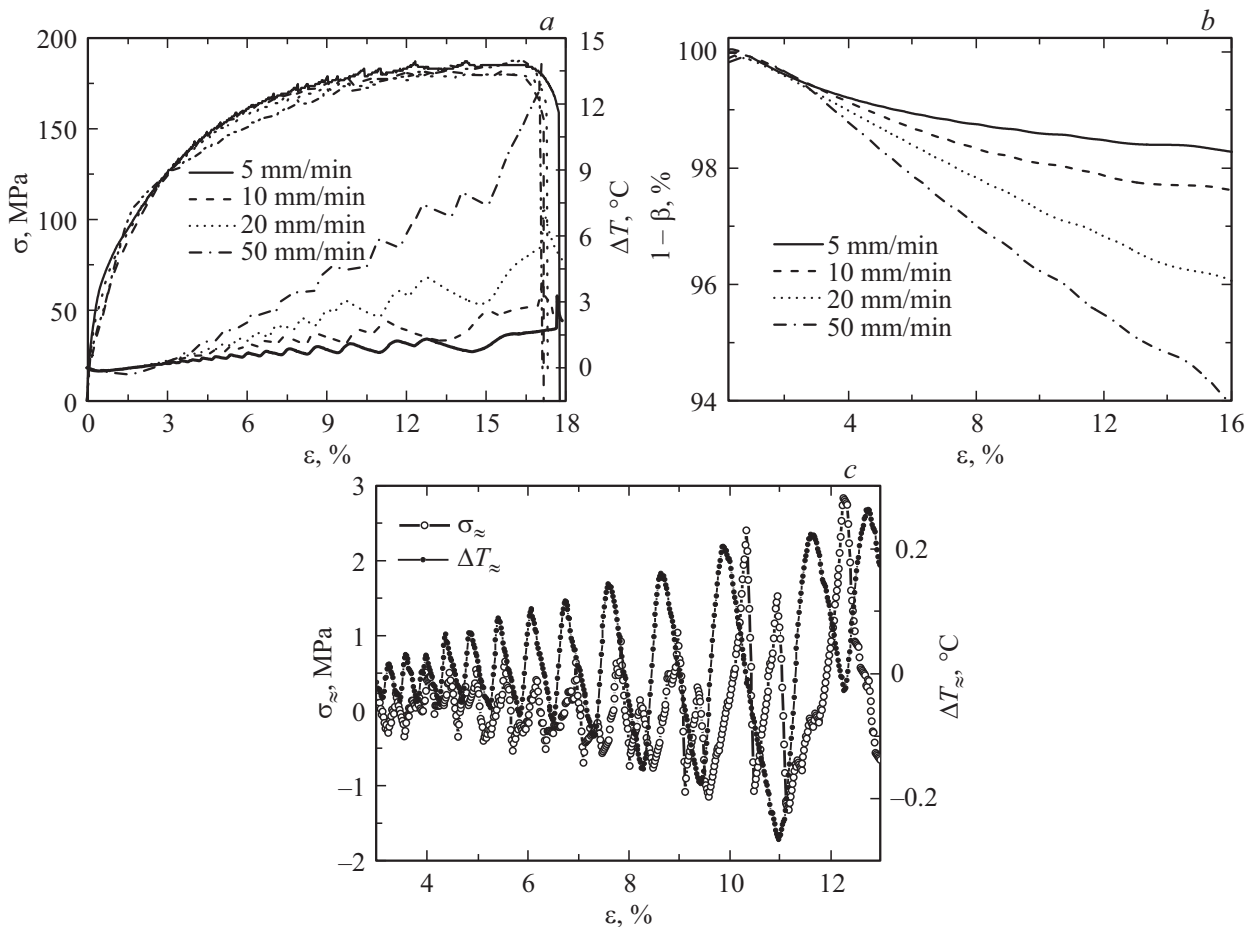 a
200
150
125
100
50
0
σ, MPa
5 mm/min
10 mm/min
20 mm/min
50 mm/min
15
12
9
6
3
0
ΔT, °C
0
3
6
9
12
15
18
ε, %
b
100
98
96
94
1 – β, %
5 mm/min
10 mm/min
20 mm/min
50 mm/min
4
8
12
16
ε, %
c
3
2
1
0
–1
–2
σ≈, MPa
σ≈
ΔT≈
0.2
0
–0.2
ΔT≈, °C
4
6
8
10
12
ε, %